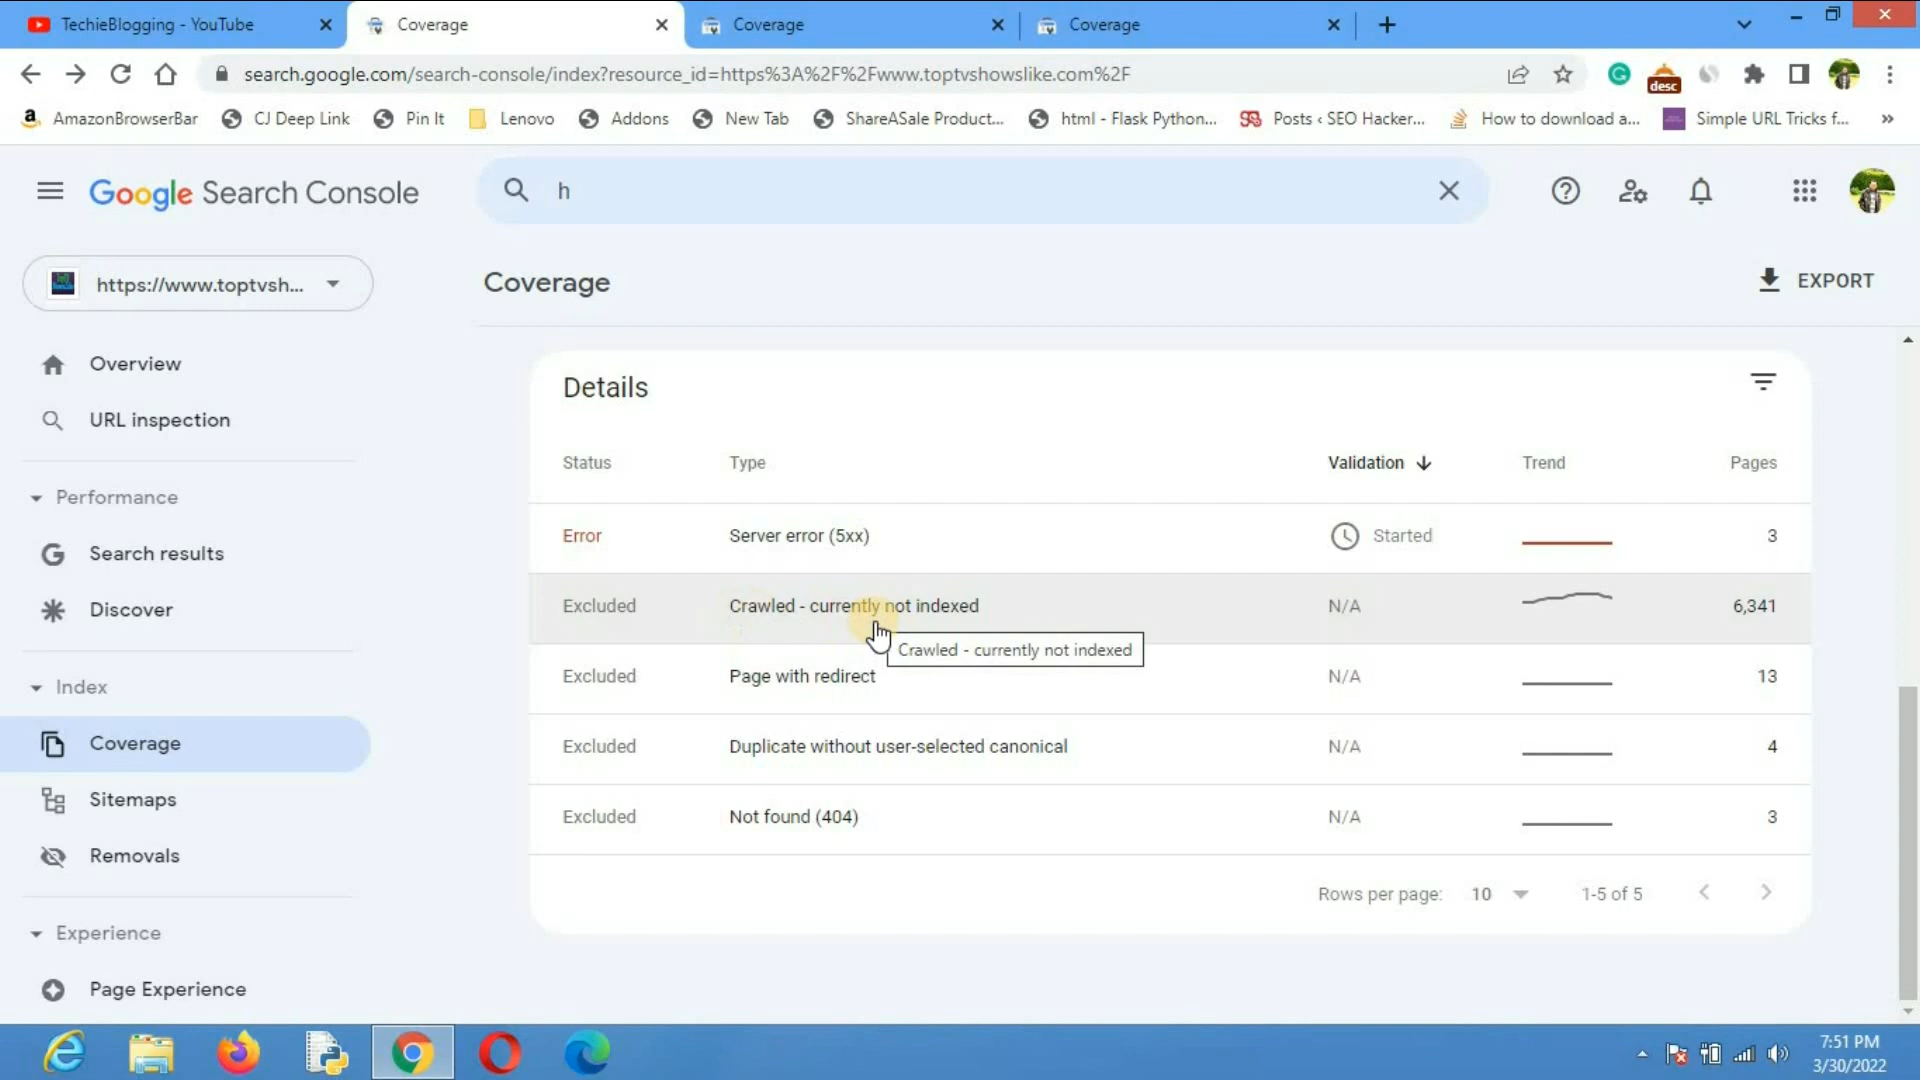 TechieBlogging - YouTube
Coverage
Coverage
Coverage
search.google.com/search-console/index?resource_id=https%3A%2F%2Fwww.toptvshowslike.com%2F
desc
AmazonBrowserBar
CJ Deep Link
Pin It
Lenovo
Addons
New Tab
ShareASale Product...
html - Flask Python...
Posts ‹ SEO Hacker...
How to download a...
Simple URL Tricks f...
Google Search Console
h
https://www.toptvsh...
Coverage
EXPORT
Overview
URL inspection
Performance
Search results
Discover
Index
Coverage
Sitemaps
Removals
Experience
Page Experience
Details
Status Type Validation Trend Pages
Error Server error (5xx) Started 3
Excluded Crawled - currently not indexed N/A 6,341
Crawled - currently not indexed
Excluded Page with redirect N/A 13
Excluded Duplicate without user-selected canonical N/A 4
Excluded Not found (404) N/A 3
Rows per page: 10 1-5 of 5
7:51 PM
3/30/2022